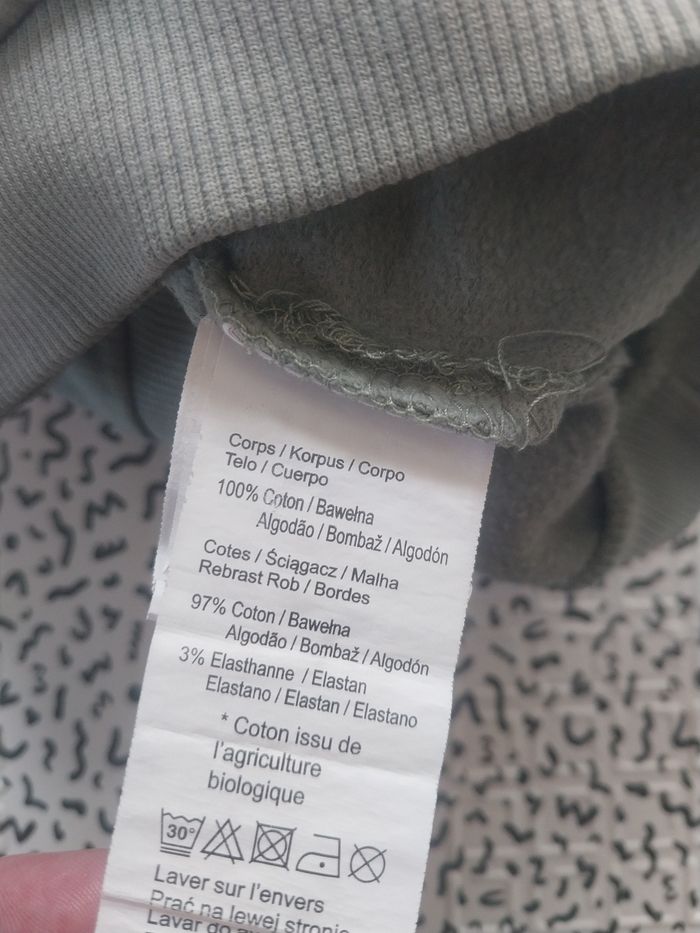 Corps / Korpus / Corpo
Telo / Cuerpo
100% Coton / Bawełna
Algodão / Bombaž / Algodón
Cotes / Ściągacz / Malha
Rebrast Rob / Bordes
97% Coton / Bawełna
Algodão / Bombaž / Algodón
3% Elasthanne / Elastan
Elastano / Elastan / Elastano
* Coton issu de
l'agriculture
biologique
30°
Laver sur l'envers
Prać na lewej stronie
Lavar do